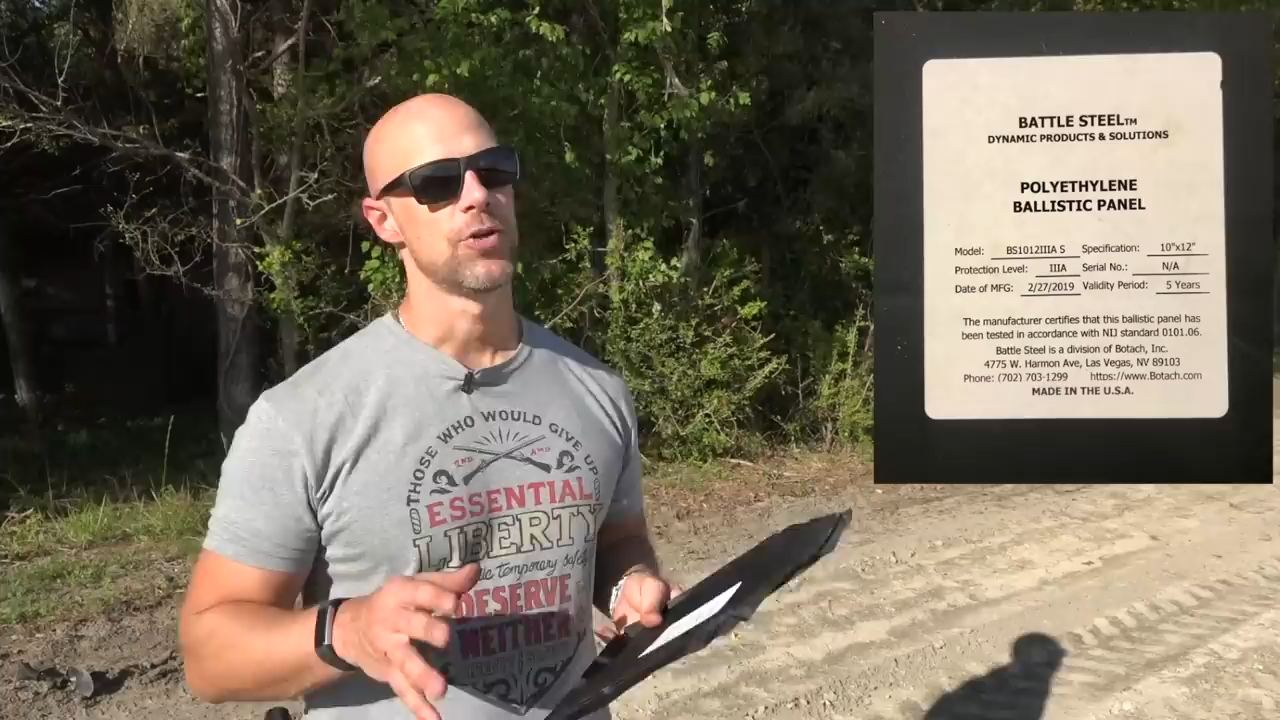 THOSE WHO WOULD GIVE UP
2ND AMD
ESSENTIAL
LIBERTY
temporary
DESERVE
NEITHER
BATTLE STEEL™
DYNAMIC PRODUCTS & SOLUTIONS
POLYETHYLENE
BALLISTIC PANEL
Model: BS1012IIIA S Specification: 10"x12"
Protection Level: IIIA Serial No.: N/A
Date of MFG: 2/27/2019 Validity Period: 5 Years
The manufacturer certifies that this ballistic panel has
been tested in accordance with NIJ standard 0101.06.
Battle Steel is a division of Botach, Inc.
4775 W. Harmon Ave, Las Vegas, NV 89103
Phone: (702) 703-1299 https://www.Botach.com
MADE IN THE U.S.A.